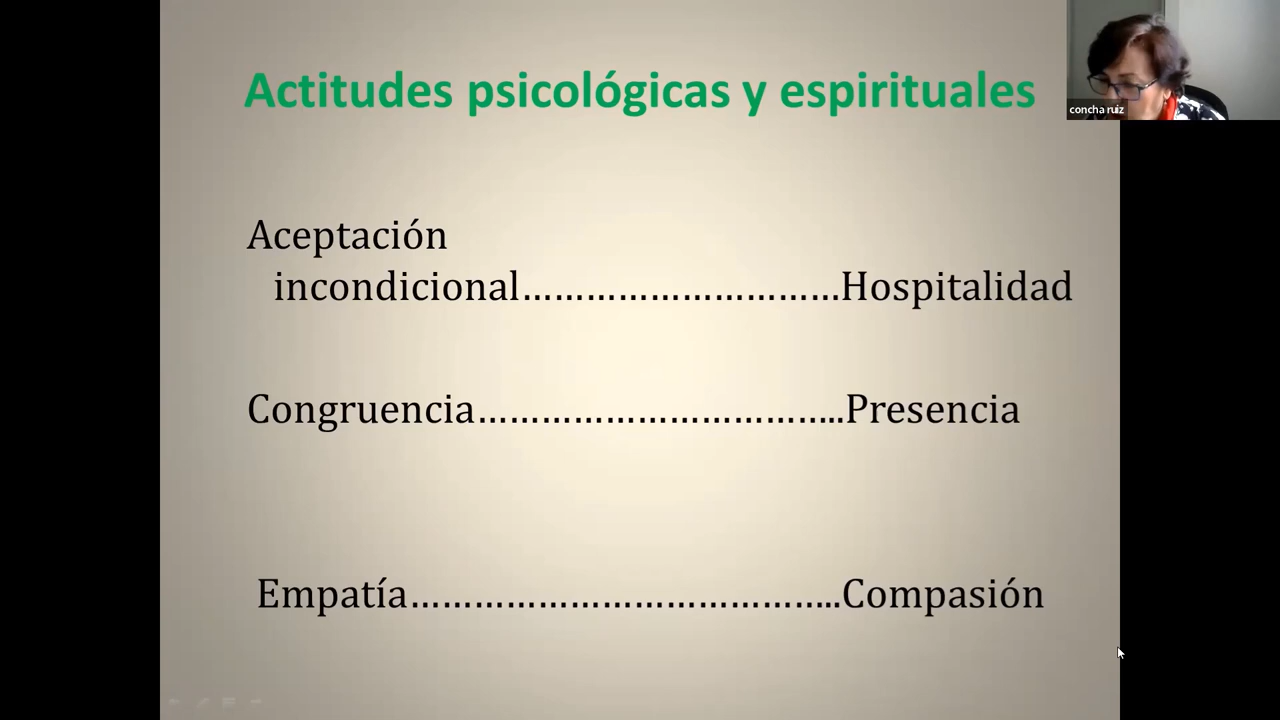 Actitudes psicológicas y espirituales
concha ruiz
Aceptación
incondicional……………………………Hospitalidad
Congruencia……………………………...Presencia
Empatía…………………………………...Compasión